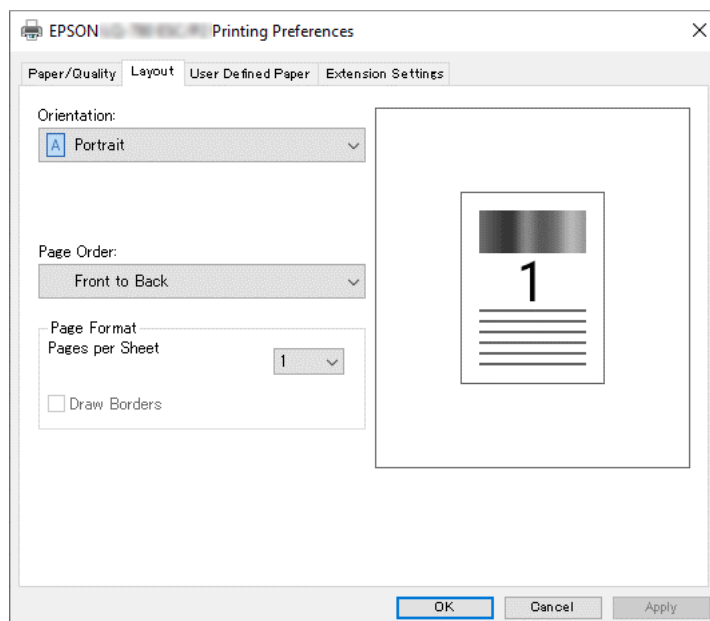 EPSON Printing Preferences
Paper/Quality Layout User Defined Paper Extension Settings
Orientation:
A Portrait
1
Page Order:
Front to Back
Page Format
Pages per Sheet 1
Draw Borders
OK Cancel Apply